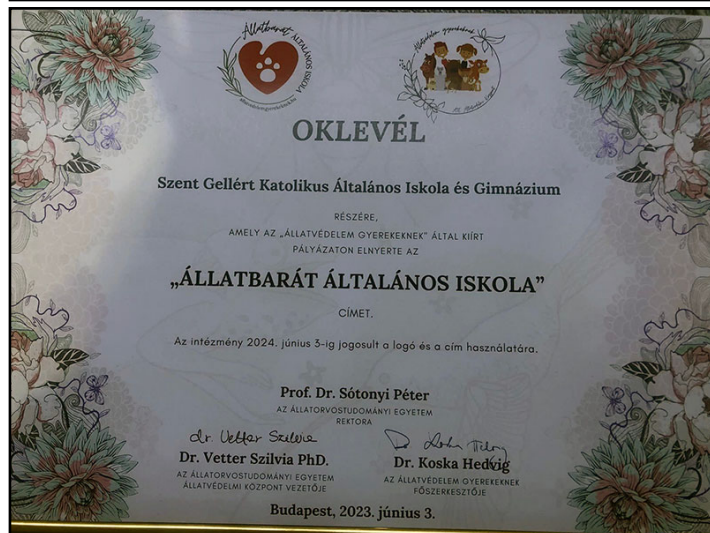 Állatbarát ÁLTALÁNOS ISKOLA
OKLEVÉL
Szent Gellért Katolikus Általános Iskola és Gimnázium
RÉSZÉRE,
AMELY AZ „ÁLLATVÉDELEM GYEREKEKNEK" ÁLTAL KIÍRT
PÁLYÁZATON ELNYERTE AZ
„ÁLLATBARÁT ÁLTALÁNOS ISKOLA”
CÍMET.
Az intézmény 2024. június 3-ig jogosult a logó és a cím használatára.
Prof. Dr. Sótonyi Péter
AZ ÁLLATORVOSTUDOMÁNYI EGYETEM
REKTORA
dr. Vetter Szilvia
Dr. Vetter Szilvia PhD.
AZ ÁLLATORVOSTUDOMÁNYI EGYETEM
ÁLLATVÉDELMI KÖZPONT VEZETŐJE
Dr. Koska Hedvig
AZ ÁLLATVÉDELEM GYEREKEKNEK
FŐSZERKESZTŐJE
Budapest, 2023. június 3.